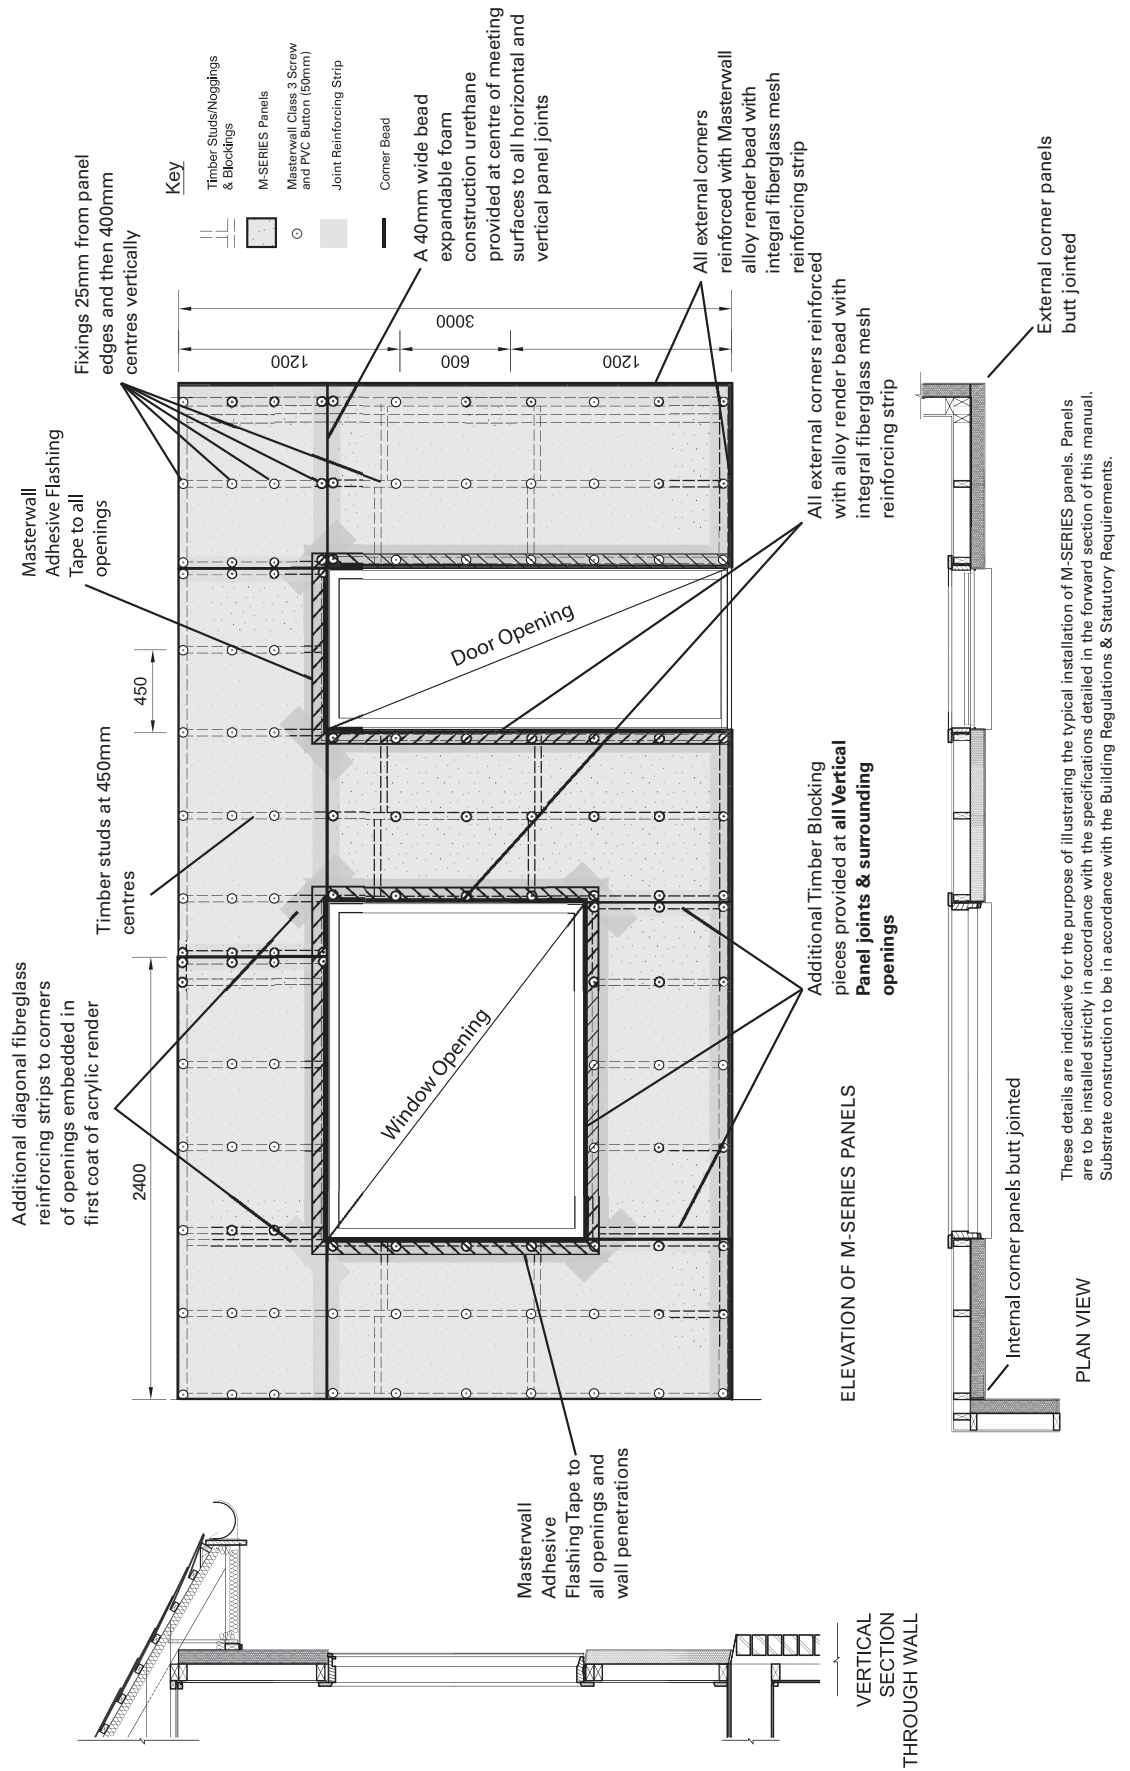 Additional diagonal fibreglass
reinforcing strips to corners
of openings embedded in
first coat of acrylic render
Timber studs at 450mm
centres
Masterwall
Adhesive Flashing
Tape to all
openings
Fixings 25mm from panel
edges and then 400mm
centres vertically
Key
Timber Studs/Noggings
& Blockings
M-SERIES Panels
Masterwall Class 3 Screw
and PVC Button (50mm)
Joint Reinforcing Strip
Corner Bead
2400
450
1200
600
1200
3000
A 40mm wide bead
expandable foam
construction urethane
provided at centre of meeting
surfaces to all horizontal and
vertical panel joints
Window Opening
Door Opening
All external corners
reinforced with Masterwall
alloy render bead with
integral fiberglass mesh
reinforcing strip
All external corners reinforced
with alloy render bead with
integral fiberglass mesh
reinforcing strip
Masterwall
Adhesive
Flashing Tape to
all openings and
wall penetrations
Additional Timber Blocking
pieces provided at all Vertical
Panel joints & surrounding
openings
VERTICAL
SECTION
THROUGH WALL
ELEVATION OF M-SERIES PANELS
External corner panels
butt jointed
Internal corner panels butt jointed
PLAN VIEW
These details are indicative for the purpose of illustrating the typical installation of M-SERIES panels. Panels
are to be installed strictly in accordance with the specifications detailed in the forward section of this manual.
Substrate construction to be in accordance with the Building Regulations & Statutory Requirements.